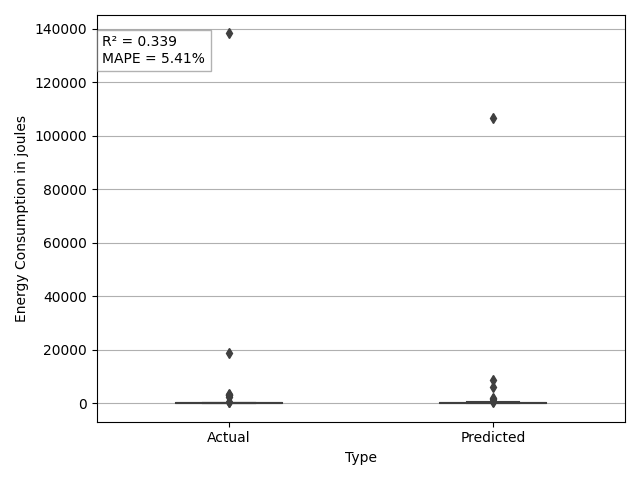 140000
120000
100000
80000
60000
40000
20000
0
Energy Consumption in joules
R² = 0.339
MAPE = 5.41%
Actual
Predicted
Type